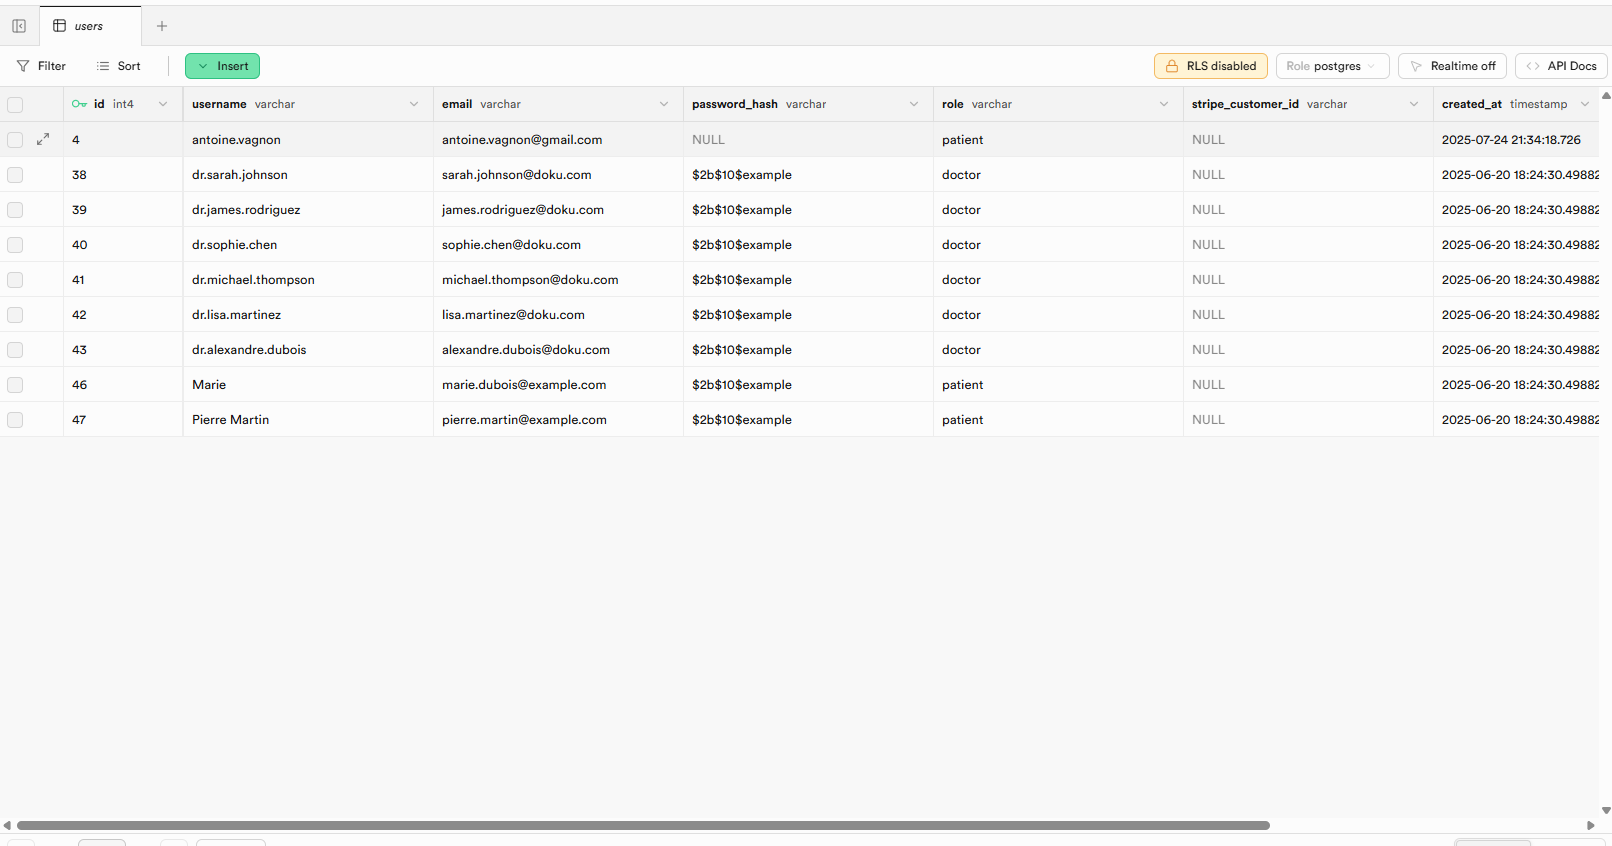 users
Filter Sort Insert RLS disabled Role postgres Realtime off API Docs
id int4 username varchar email varchar password_hash varchar role varchar stripe_customer_id varchar created_at timestamp
4 antoine.vagnon antoine.vagnon@gmail.com NULL patient NULL 2025-07-24 21:34:18.726
38 dr.sarah.johnson sarah.johnson@doku.com $2b$10$example doctor NULL 2025-06-20 18:24:30.49882
39 dr.james.rodriguez james.rodriguez@doku.com $2b$10$example doctor NULL 2025-06-20 18:24:30.49882
40 dr.sophie.chen sophie.chen@doku.com $2b$10$example doctor NULL 2025-06-20 18:24:30.49882
41 dr.michael.thompson michael.thompson@doku.com $2b$10$example doctor NULL 2025-06-20 18:24:30.49882
42 dr.lisa.martinez lisa.martinez@doku.com $2b$10$example doctor NULL 2025-06-20 18:24:30.49882
43 dr.alexandre.dubois alexandre.dubois@doku.com $2b$10$example doctor NULL 2025-06-20 18:24:30.49882
46 Marie marie.dubois@example.com $2b$10$example patient NULL 2025-06-20 18:24:30.49882
47 Pierre Martin pierre.martin@example.com $2b$10$example patient NULL 2025-06-20 18:24:30.49882